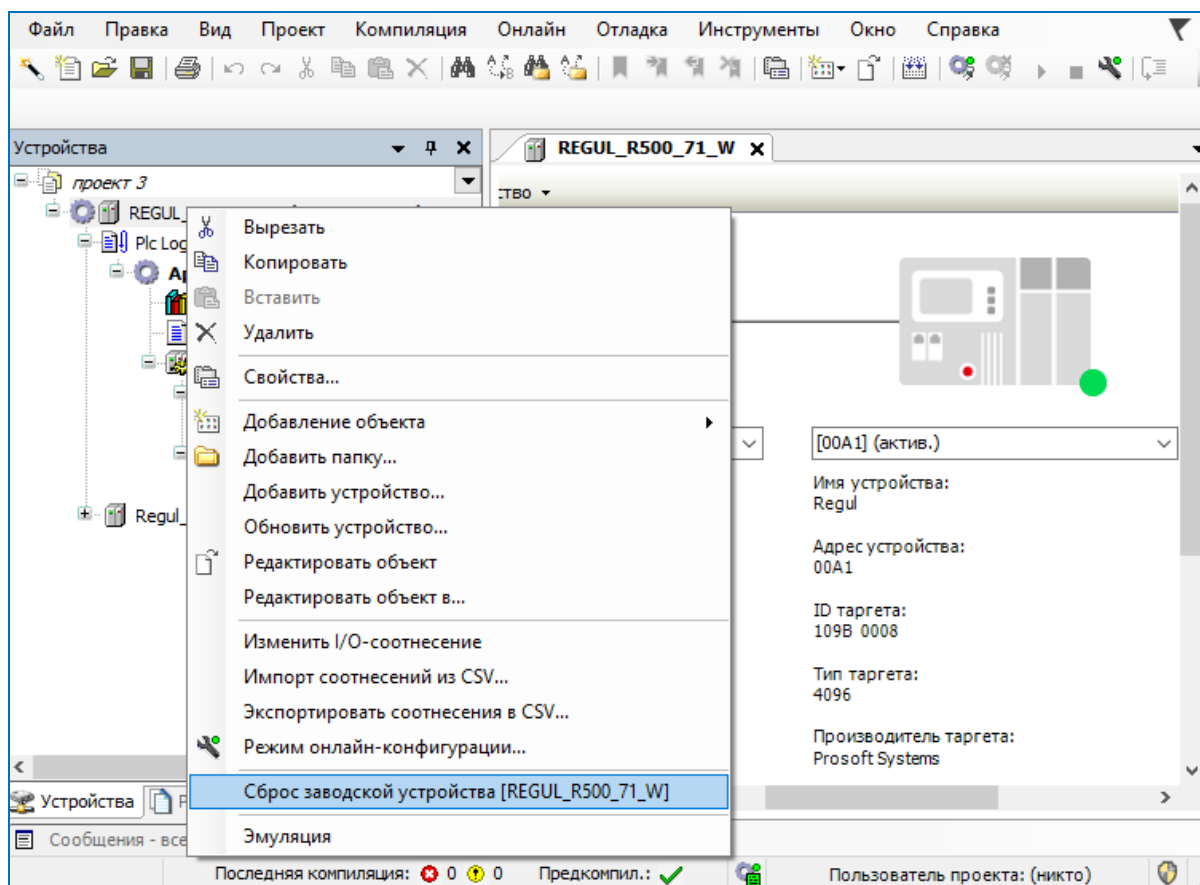 Файл Правка Вид Проект Компиляция Онлайн Отладка Инструменты Окно Справка
Устройства
REGUL_R500_71_W
проект 3
ство
REGUL_
Вырезать
Plc Log
Копировать
Ap
Вставить
Удалить
Свойства...
Добавление объекта
[00A1] (актив.)
Добавить папку...
Имя устройства:
Regul
Добавить устройство...
Regul_
Обновить устройство...
Адрес устройства:
00A1
Редактировать объект
Редактировать объект в...
ID таргета:
109B 0008
Изменить I/O-соотнесение
Импорт соотнесений из CSV...
Тип таргета:
4096
Экспортировать соотнесения в CSV...
Режим онлайн-конфигурации...
Производитель таргета:
Prosoft Systems
Сброс заводской устройства [REGUL_R500_71_W]
Устройства
Эмуляция
Сообщения - все
Последняя компиляция: 0 0 Предкомпил.: Пользователь проекта: (никто)